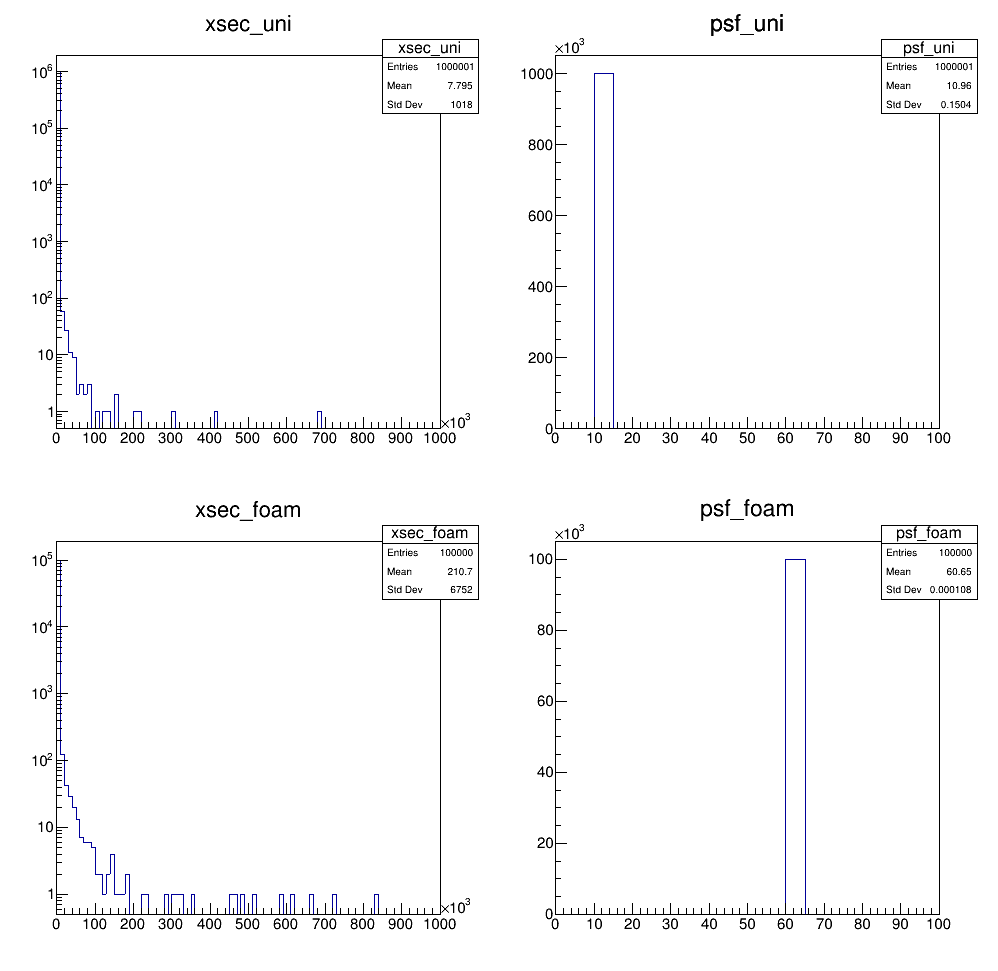 xsec_uni
xsec_uni
Entries 1000001
Mean 7.795
Std Dev 1018
10^6
10^5
10^4
10^3
10^2
10
1
0 100 200 300 400 500 600 700 800 900 1000
×10^3
psf_uni
psf_uni
Entries 1000001
Mean 10.96
Std Dev 0.1504
×10^3
1000
800
600
400
200
0
0 10 20 30 40 50 60 70 80 90 100
xsec_foam
xsec_foam
Entries 100000
Mean 210.7
Std Dev 6752
10^5
10^4
10^3
10^2
10
1
0 100 200 300 400 500 600 700 800 900 1000
×10^3
psf_foam
psf_foam
Entries 100000
Mean 60.65
Std Dev 0.000108
×10^3
100
80
60
40
20
0
0 10 20 30 40 50 60 70 80 90 100